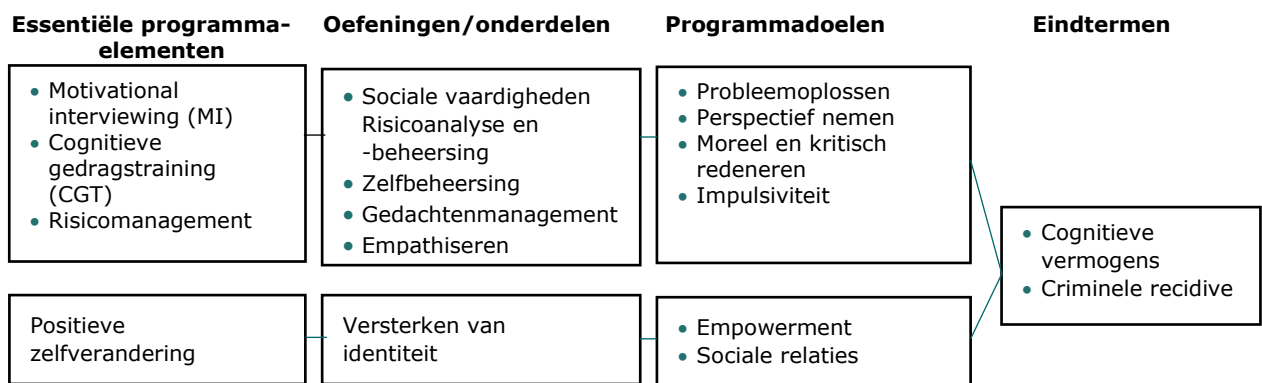 Essentiële programma-
elementen
Oefeningen/onderdelen
Programmadoelen
Eindtermen
• Motivational
interviewing (MI)
• Cognitieve
gedragstraining
(CGT)
• Risicomanagement
• Sociale vaardigheden
Risicoanalyse en
-beheersing
• Zelfbeheersing
• Gedachtenmanagement
• Empathiseren
• Probleemoplossen
• Perspectief nemen
• Moreel en kritisch
redeneren
• Impulsiviteit
• Cognitieve
vermogens
• Criminele recidive
Positieve
zelfverandering
Versterken van
identiteit
• Empowerment
• Sociale relaties